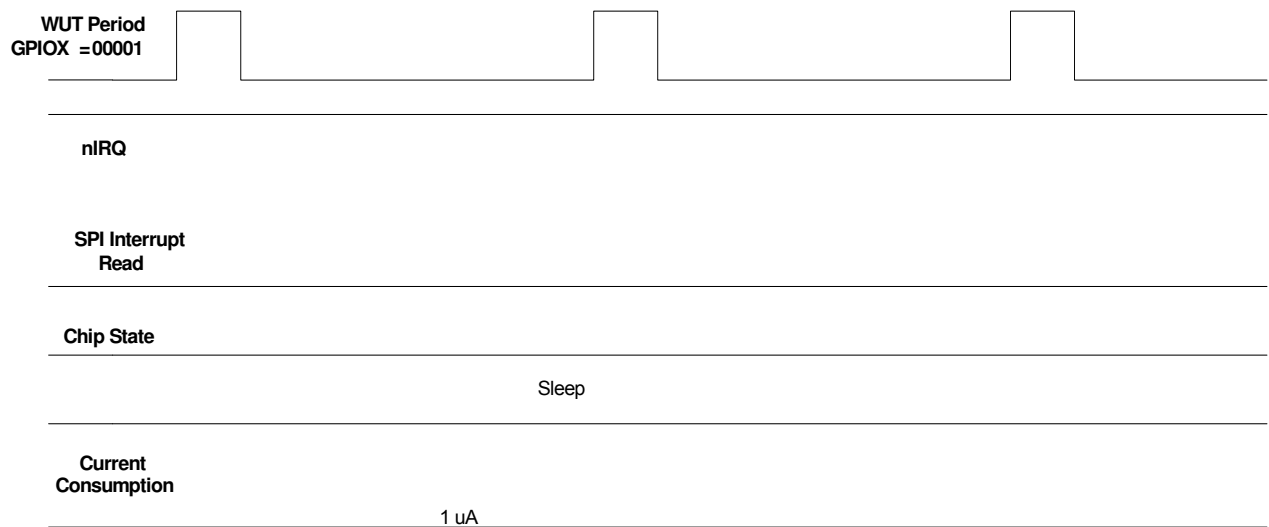 WUT Period
GPIOX =00001
nIRQ
SPI Interrupt
Read
Chip State
Sleep
Current
Consumption
1 uA